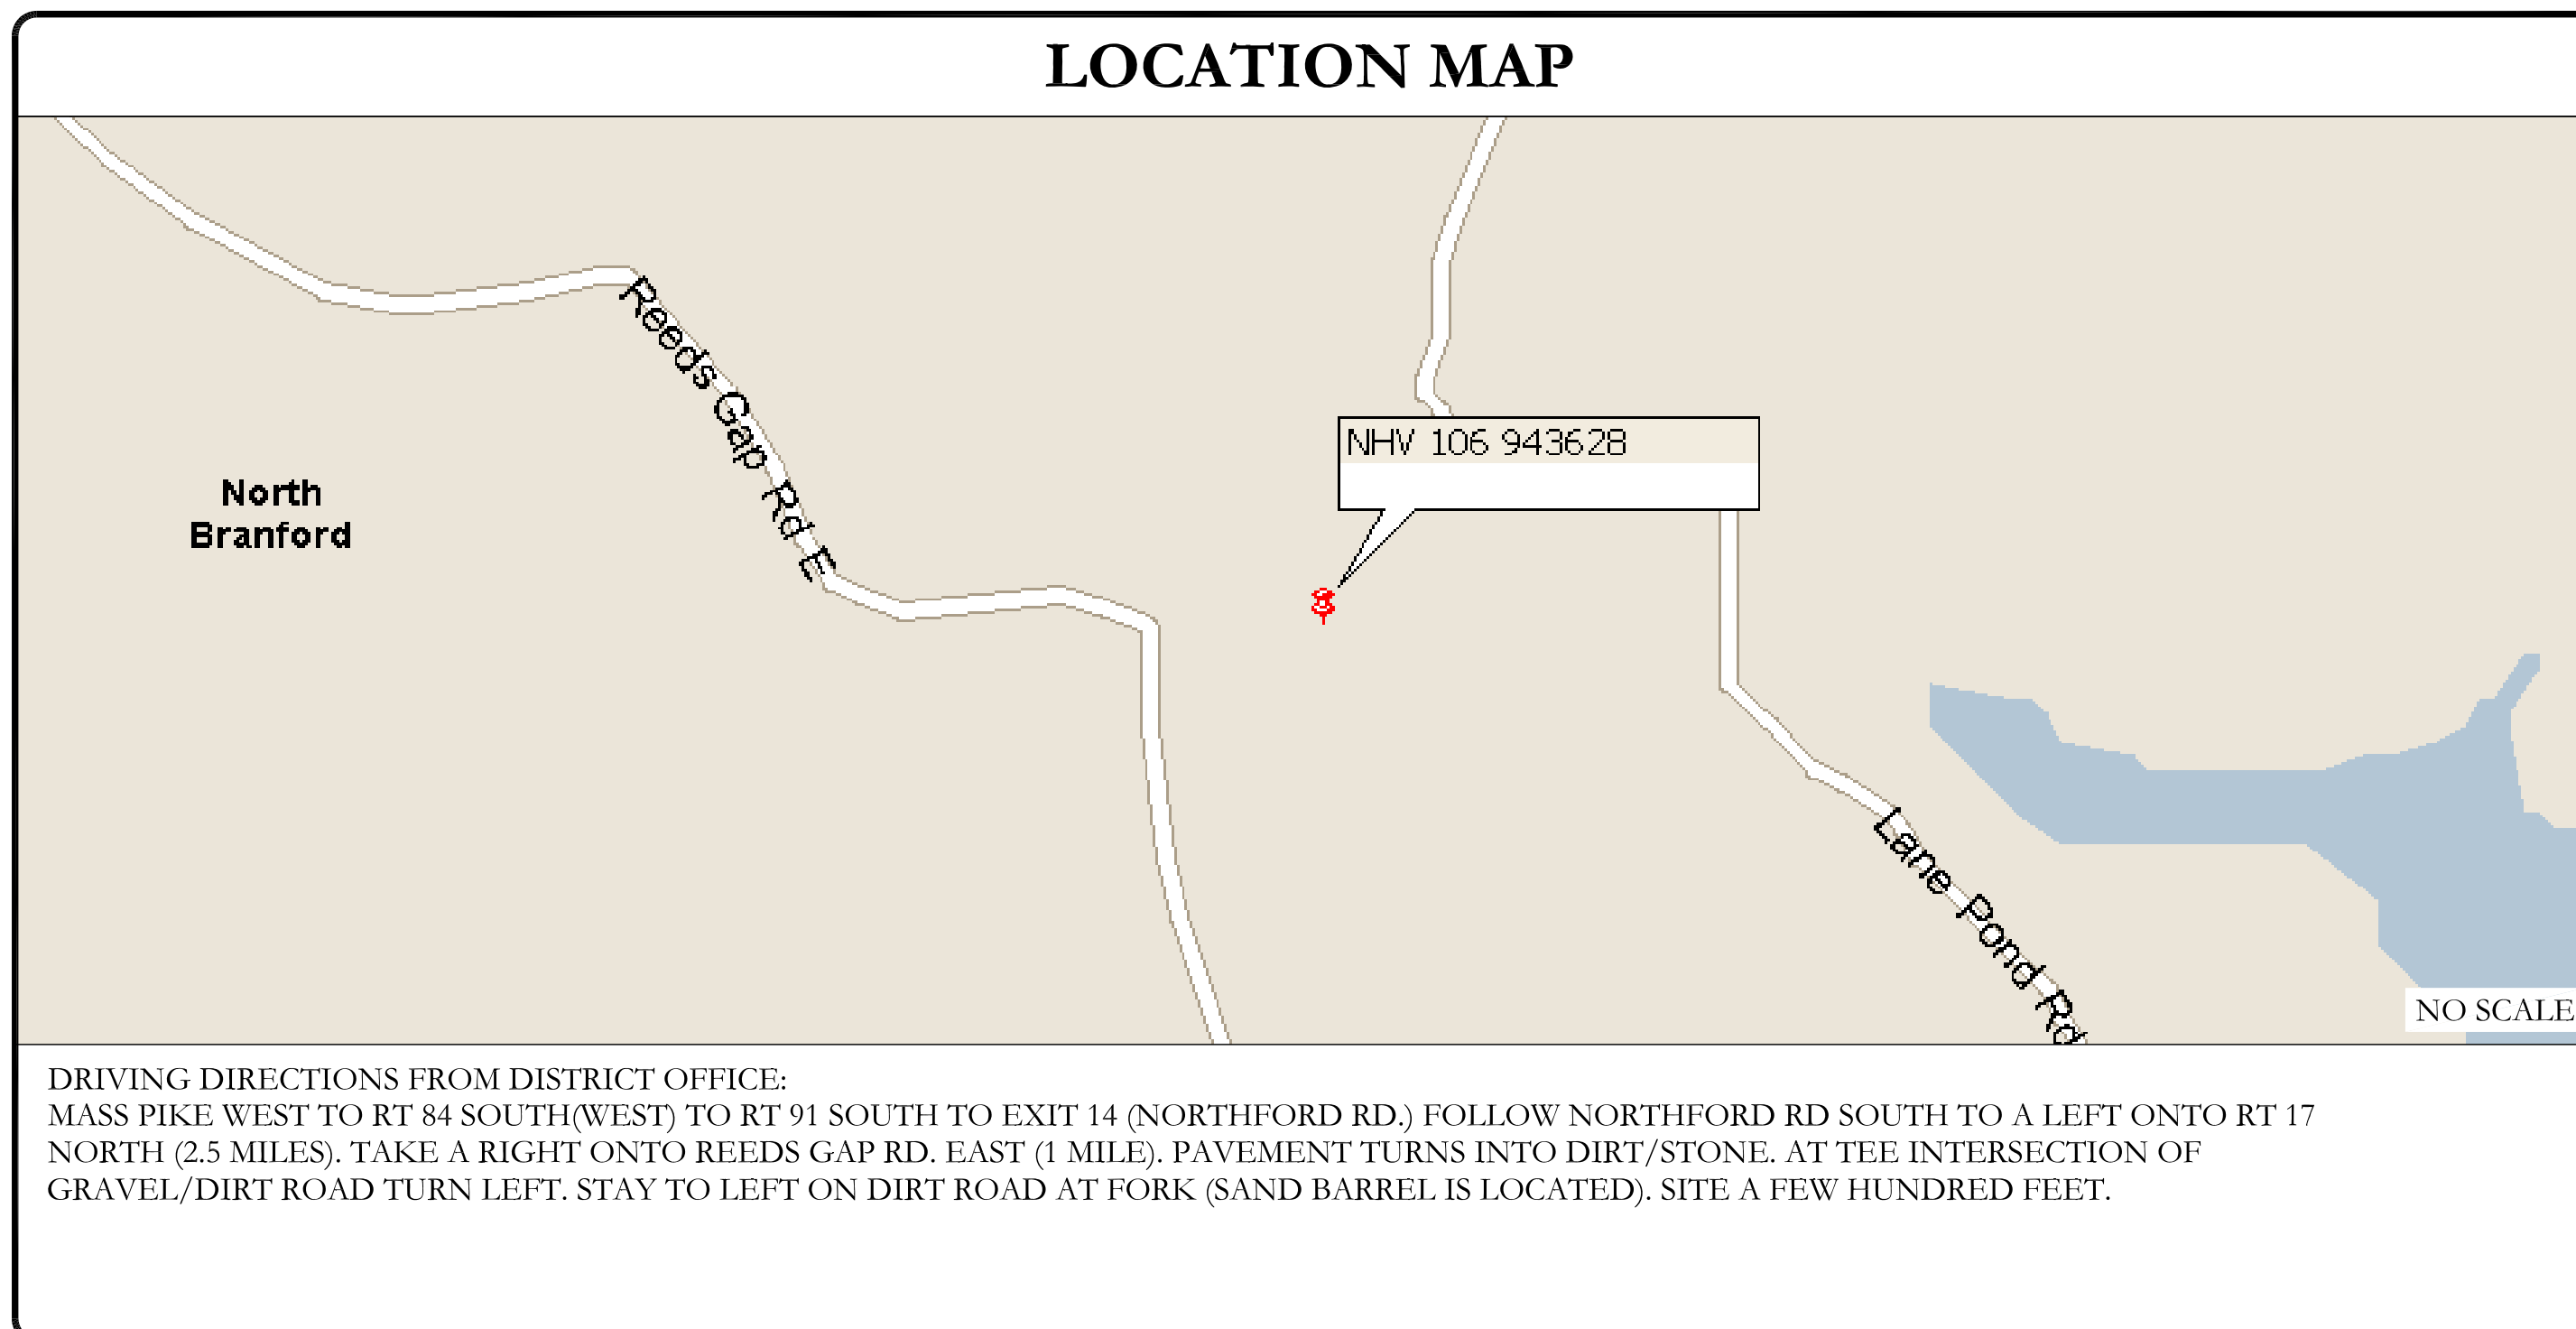 LOCATION MAP
Reeds Gap Rd E
NHV 106 943628
North
Branford
Lane Pond Rd
NO SCALE
DRIVING DIRECTIONS FROM DISTRICT OFFICE:
MASS PIKE WEST TO RT 84 SOUTH(WEST) TO RT 91 SOUTH TO EXIT 14 (NORTHFORD RD.) FOLLOW NORTHFORD RD SOUTH TO A LEFT ONTO RT 17
NORTH (2.5 MILES). TAKE A RIGHT ONTO REEDS GAP RD. EAST (1 MILE). PAVEMENT TURNS INTO DIRT/STONE. AT TEE INTERSECTION OF
GRAVEL/DIRT ROAD TURN LEFT. STAY TO LEFT ON DIRT ROAD AT FORK (SAND BARREL IS LOCATED). SITE A FEW HUNDRED FEET.